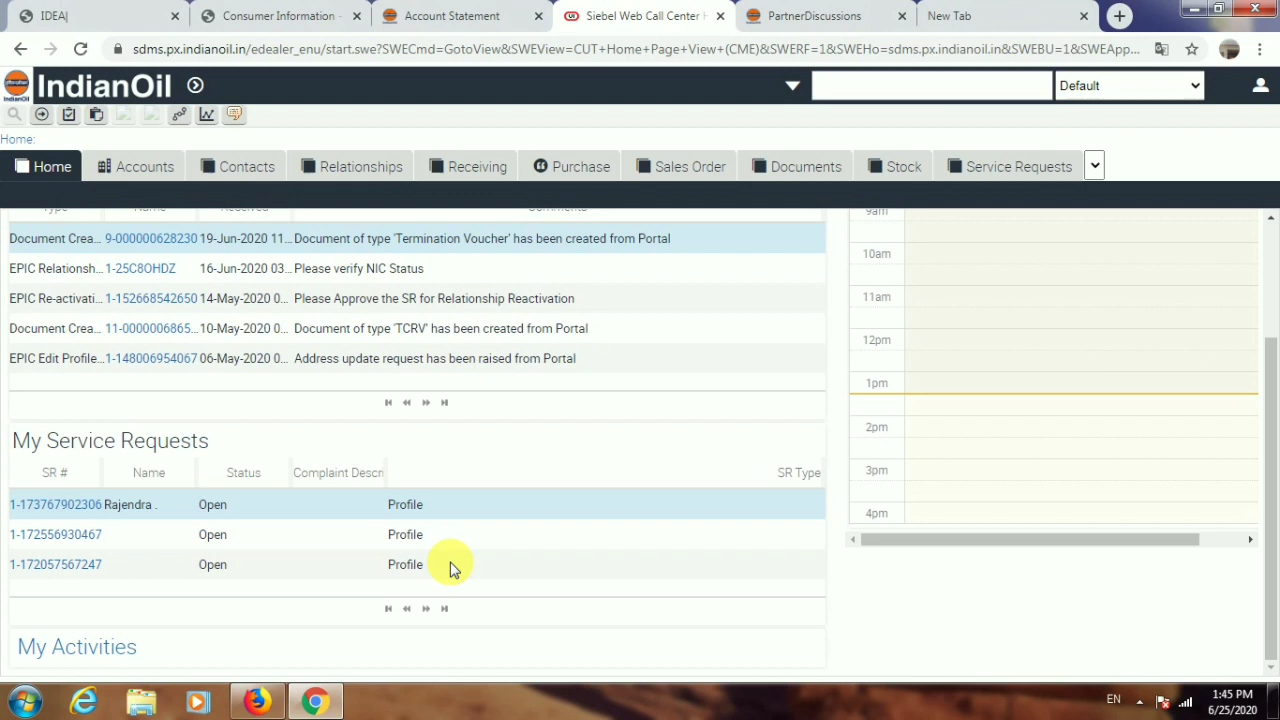 IDEA|
Consumer Information -
Account Statement
Siebel Web Call Center H
PartnerDiscussions
New Tab
sdms.px.indianoil.in/edealer_enu/start.swe?SWECmd=GotoView&SWEView=CUT+Home+Page+View+(CME)&SWERF=1&SWEHo=sdms.px.indianoil.in&SWEBU=1&SWEApp...
IndianOil
Default
Home:
Home Accounts Contacts Relationships Receiving Purchase Sales Order Documents Stock Service Requests
Type Name Received Comments
Document Crea... 9-000000628230 19-Jun-2020 11... Document of type 'Termination Voucher' has been created from Portal
EPIC Relationsh... 1-25C8OHDZ 16-Jun-2020 03... Please verify NIC Status
EPIC Re-activati... 1-152668542650 14-May-2020 0... Please Approve the SR for Relationship Reactivation
Document Crea... 11-0000006865... 10-May-2020 0... Document of type 'TCRV' has been created from Portal
EPIC Edit Profile... 1-148006954067 06-May-2020 0... Address update request has been raised from Portal
My Service Requests
SR # Name Status Complaint Descri SR Type
1-173767902306 Rajendra . Open Profile
1-172556930467 Open Profile
1-172057567247 Open Profile
My Activities
9am
10am
11am
12pm
1pm
2pm
3pm
4pm
EN
1:45 PM
6/25/2020